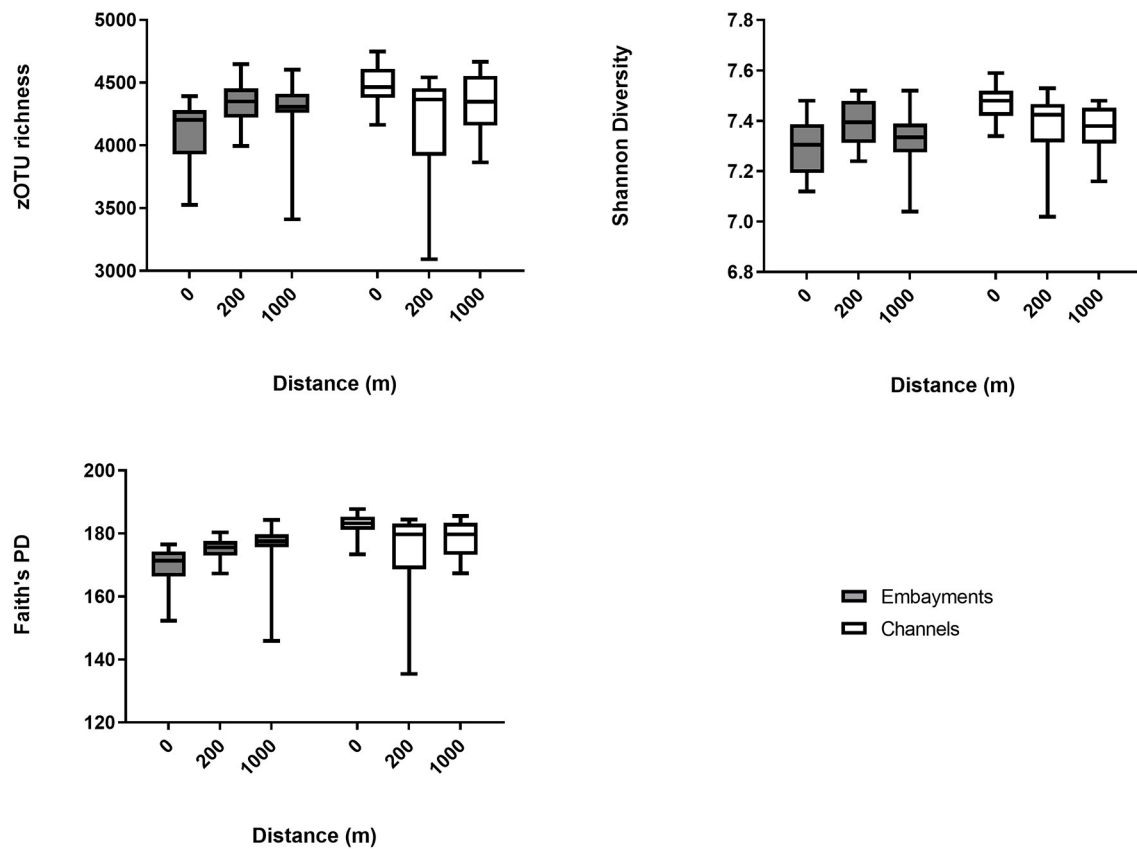 zOTU richness
5000
4500
4000
3500
3000
0 200 1000 0 200 1000
Distance (m)
Shannon Diversity
7.8
7.6
7.4
7.2
7.0
6.8
0 200 1000 0 200 1000
Distance (m)
Faith's PD
200
180
160
140
120
0 200 1000 0 200 1000
Distance (m)
Embayments
Channels